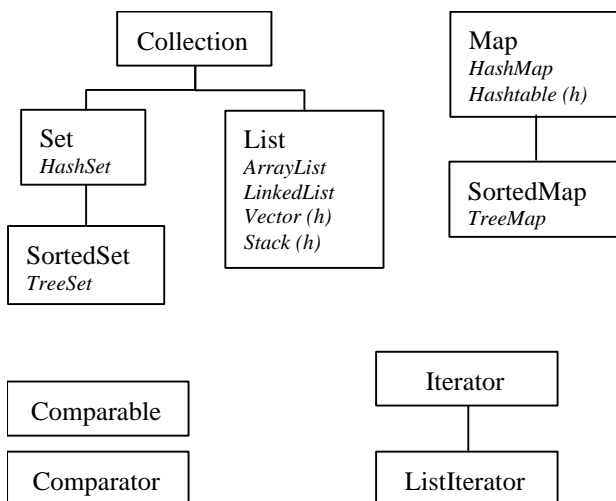 Collection
Set
HashSet
SortedSet
TreeSet
List
ArrayList
LinkedList
Vector (h)
Stack (h)
Map
HashMap
Hashtable (h)
SortedMap
TreeMap
Comparable
Comparator
Iterator
ListIterator